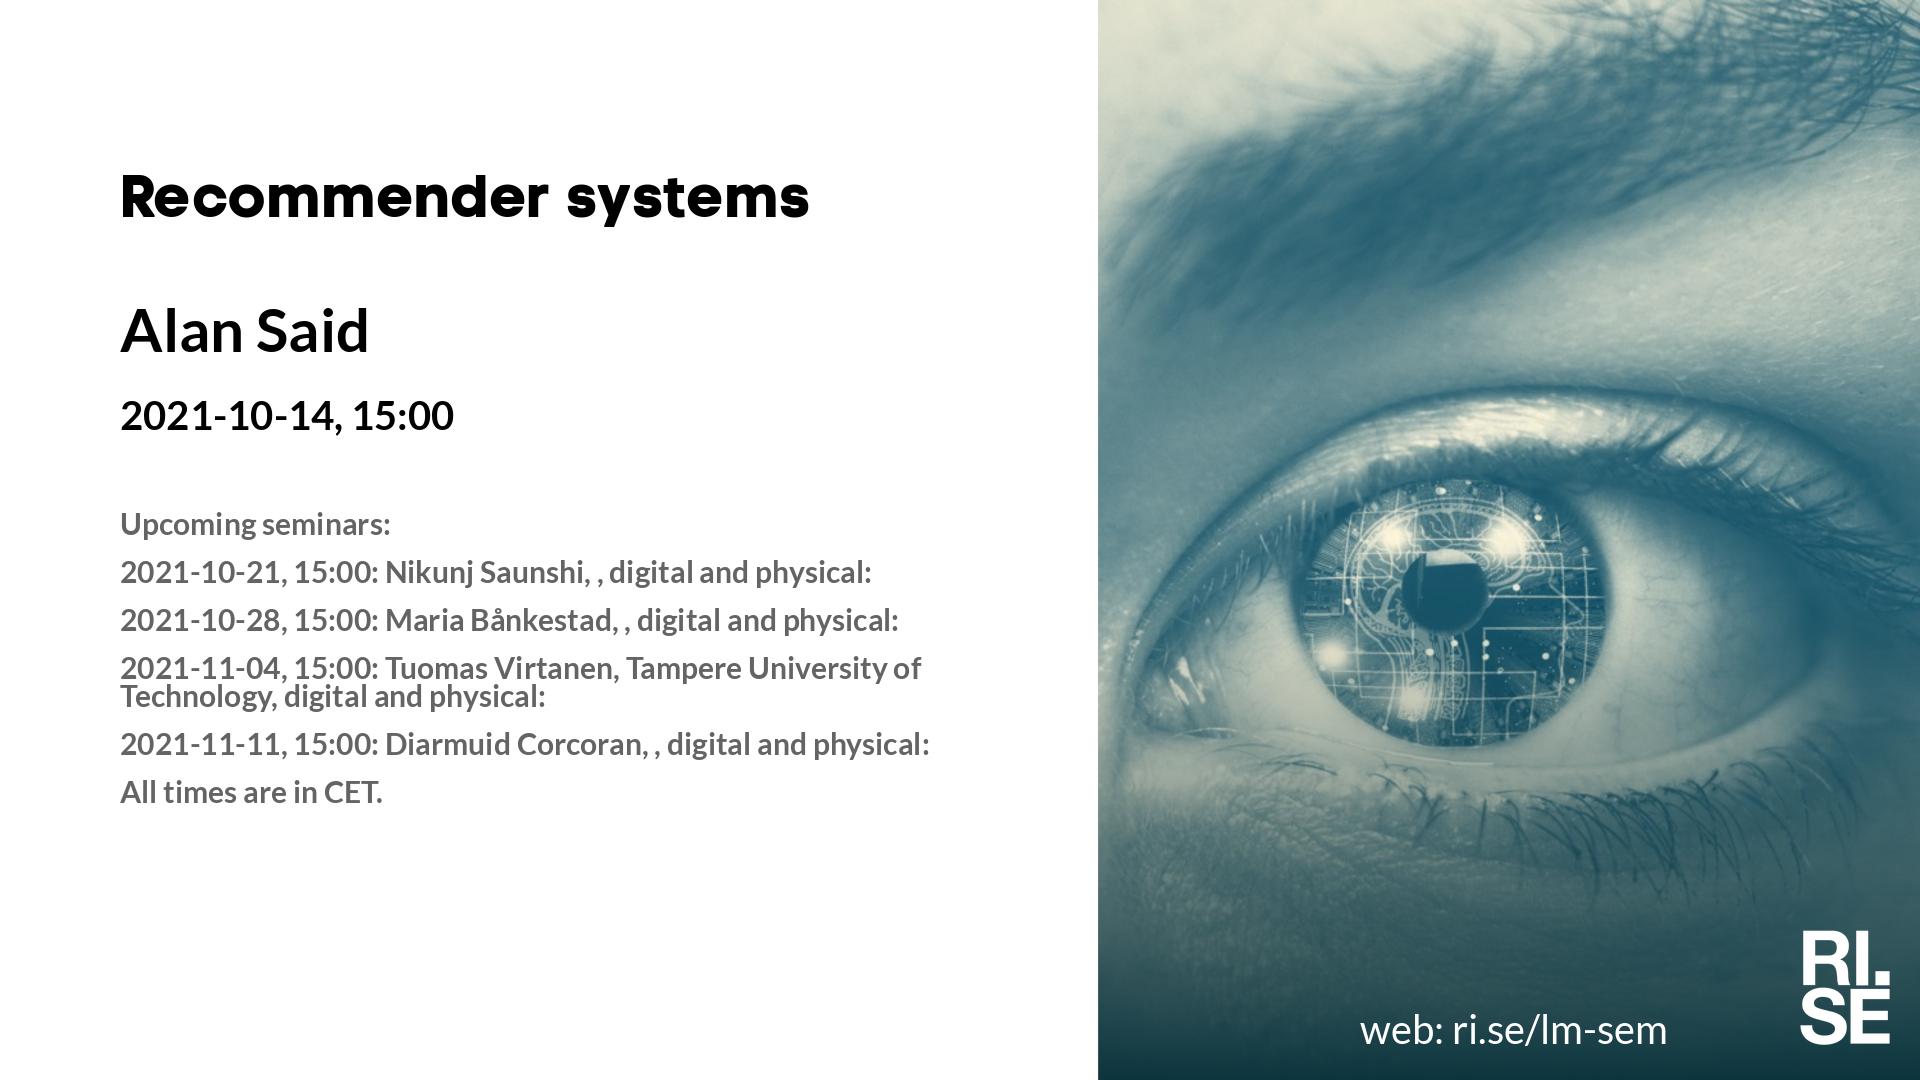 Recommender systems
Alan Said
2021-10-14, 15:00
Upcoming seminars:
2021-10-21, 15:00: Nikunj Saunshi, , digital and physical:
2021-10-28, 15:00: Maria Bånkestad, , digital and physical:
2021-11-04, 15:00: Tuomas Virtanen, Tampere University of
Technology, digital and physical:
2021-11-11, 15:00: Diarmuid Corcoran, , digital and physical:
All times are in CET.
web: ri.se/lm-sem
RI.
SE